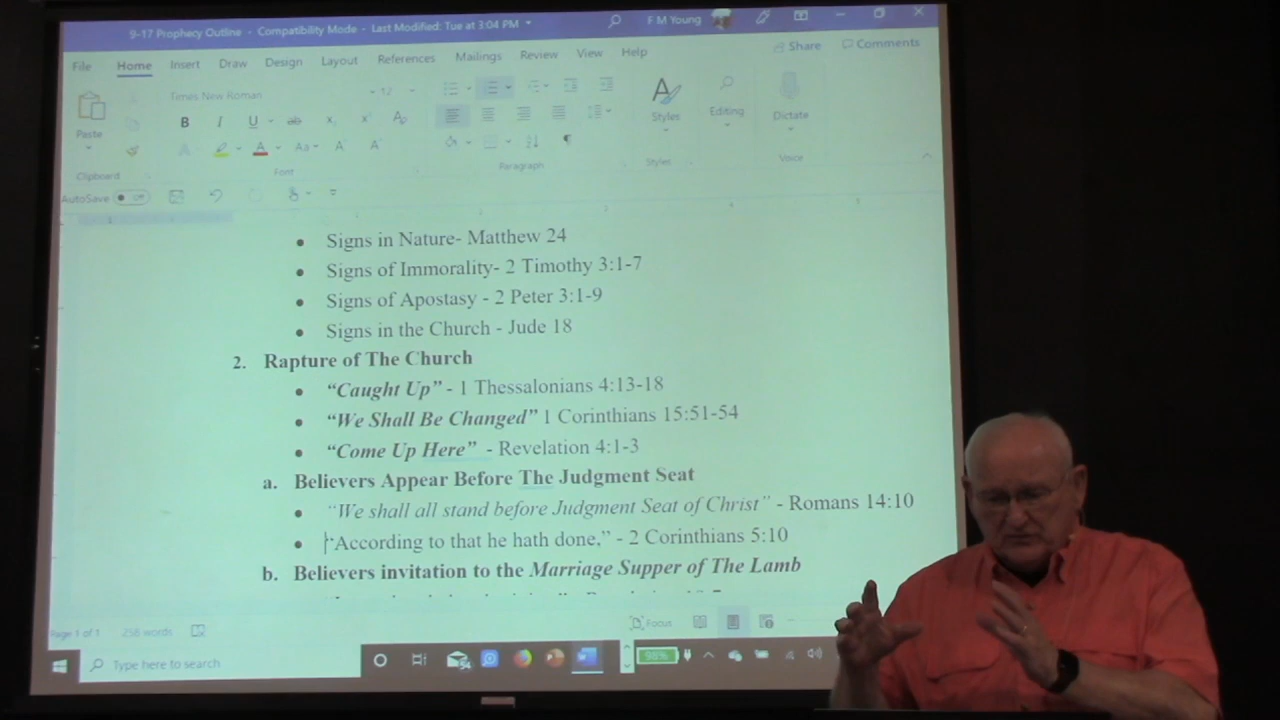 9-17 Prophecy Outline - Compatibility Mode - Last Modified: Tue at 3:04 PM
F M Young
File Home Insert Draw Design Layout References Mailings Review View Help
Share Comments
Times New Roman
12
Paste
Styles
Editing
Dictate
Clipboard
Font
Paragraph
Styles
Voice
AutoSave Off
Signs in Nature- Matthew 24
Signs of Immorality- 2 Timothy 3:1-7
Signs of Apostasy - 2 Peter 3:1-9
Signs in the Church - Jude 18
2. Rapture of The Church
“Caught Up” - 1 Thessalonians 4:13-18
“We Shall Be Changed” 1 Corinthians 15:51-54
“Come Up Here” - Revelation 4:1-3
a. Believers Appear Before The Judgment Seat
“We shall all stand before Judgment Seat of Christ” - Romans 14:10
“According to that he hath done,” - 2 Corinthians 5:10
b. Believers invitation to the Marriage Supper of The Lamb
Page 1 of 1 258 words
Focus
Type here to search
98%